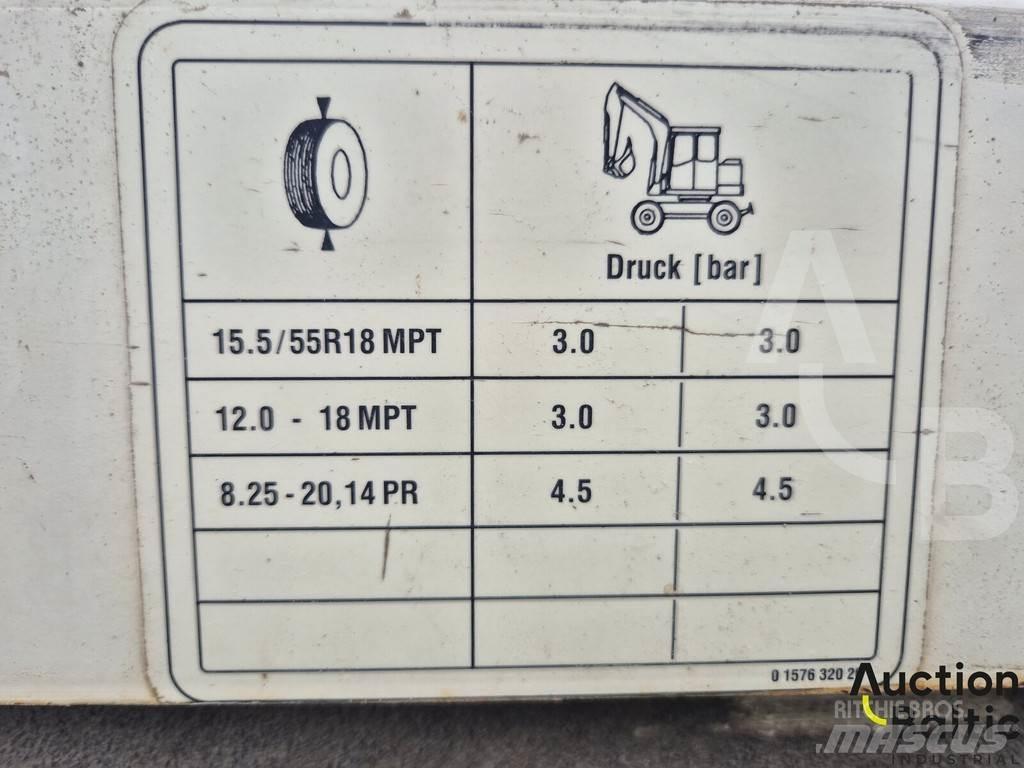 Druck [bar]
15.5/55R18 MPT 3.0 3.0
12.0 - 18 MPT 3.0 3.0
8.25 - 20,14 PR 4.5 4.5
0 1576 320
Auction
Baltic
RITCHIE BROS.
MASCUS
INDUSTRIAL
AB